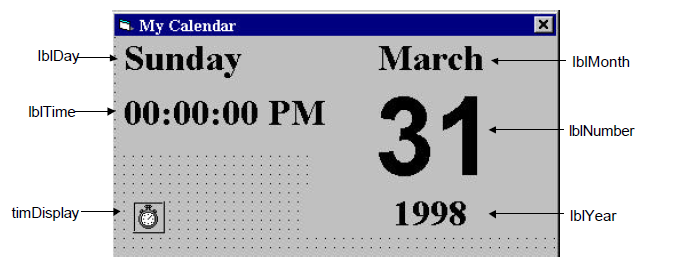 My Calendar
lblDay
Sunday
March
lblMonth
lblTime
00:00:00 PM
31
lblNumber
timDisplay
1998
lblYear